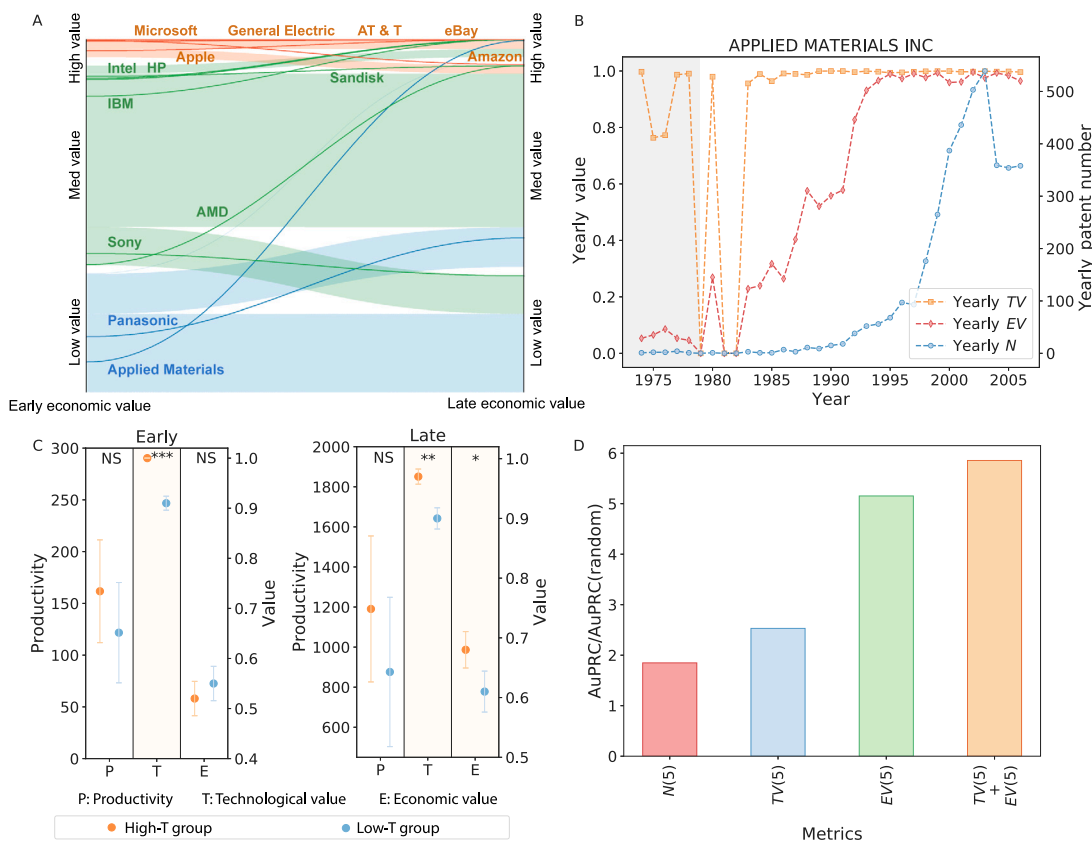 A
High value
Med value
Low value
Microsoft
General Electric
AT & T
eBay
Apple
Amazon
Intel HP
Sandisk
IBM
AMD
Sony
Panasonic
Applied Materials
High value
Med value
Low value
Early economic value
Late economic value
B
APPLIED MATERIALS INC
Yearly value
1.0
0.8
0.6
0.4
0.2
0.0
500
400
300
200
100
0
Yearly patent number
Yearly TV
Yearly EV
Yearly N
1975 1980 1985 1990 1995 2000 2005
Year
C
Early
Productivity
300
250
200
150
100
50
0
NS
***
NS
1.0
0.9
0.8
0.7
0.6
0.5
0.4
Value
P T E
Late
Productivity
2000
1800
1600
1400
1200
1000
800
600
NS
**
*
1.0
0.9
0.8
0.7
0.6
0.5
Value
P T E
P: Productivity T: Technological value E: Economic value
High-T group Low-T group
D
AuPRC/AuPRC(random)
6
5
4
3
2
1
0
N(5)
TV(5)
EV(5)
TV(5)
+
EV(5)
Metrics